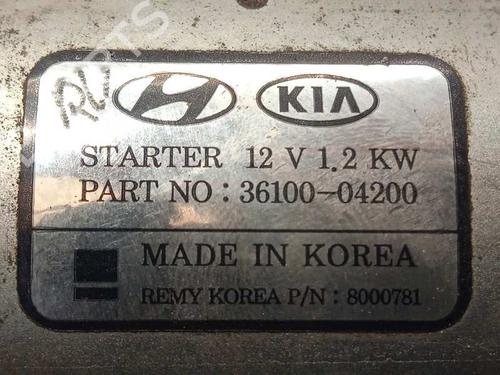 KIA
STARTER 12 V 1.2 KW
PART NO : 36100-04200
MADE IN KOREA
REMY KOREA P/N : 8000781